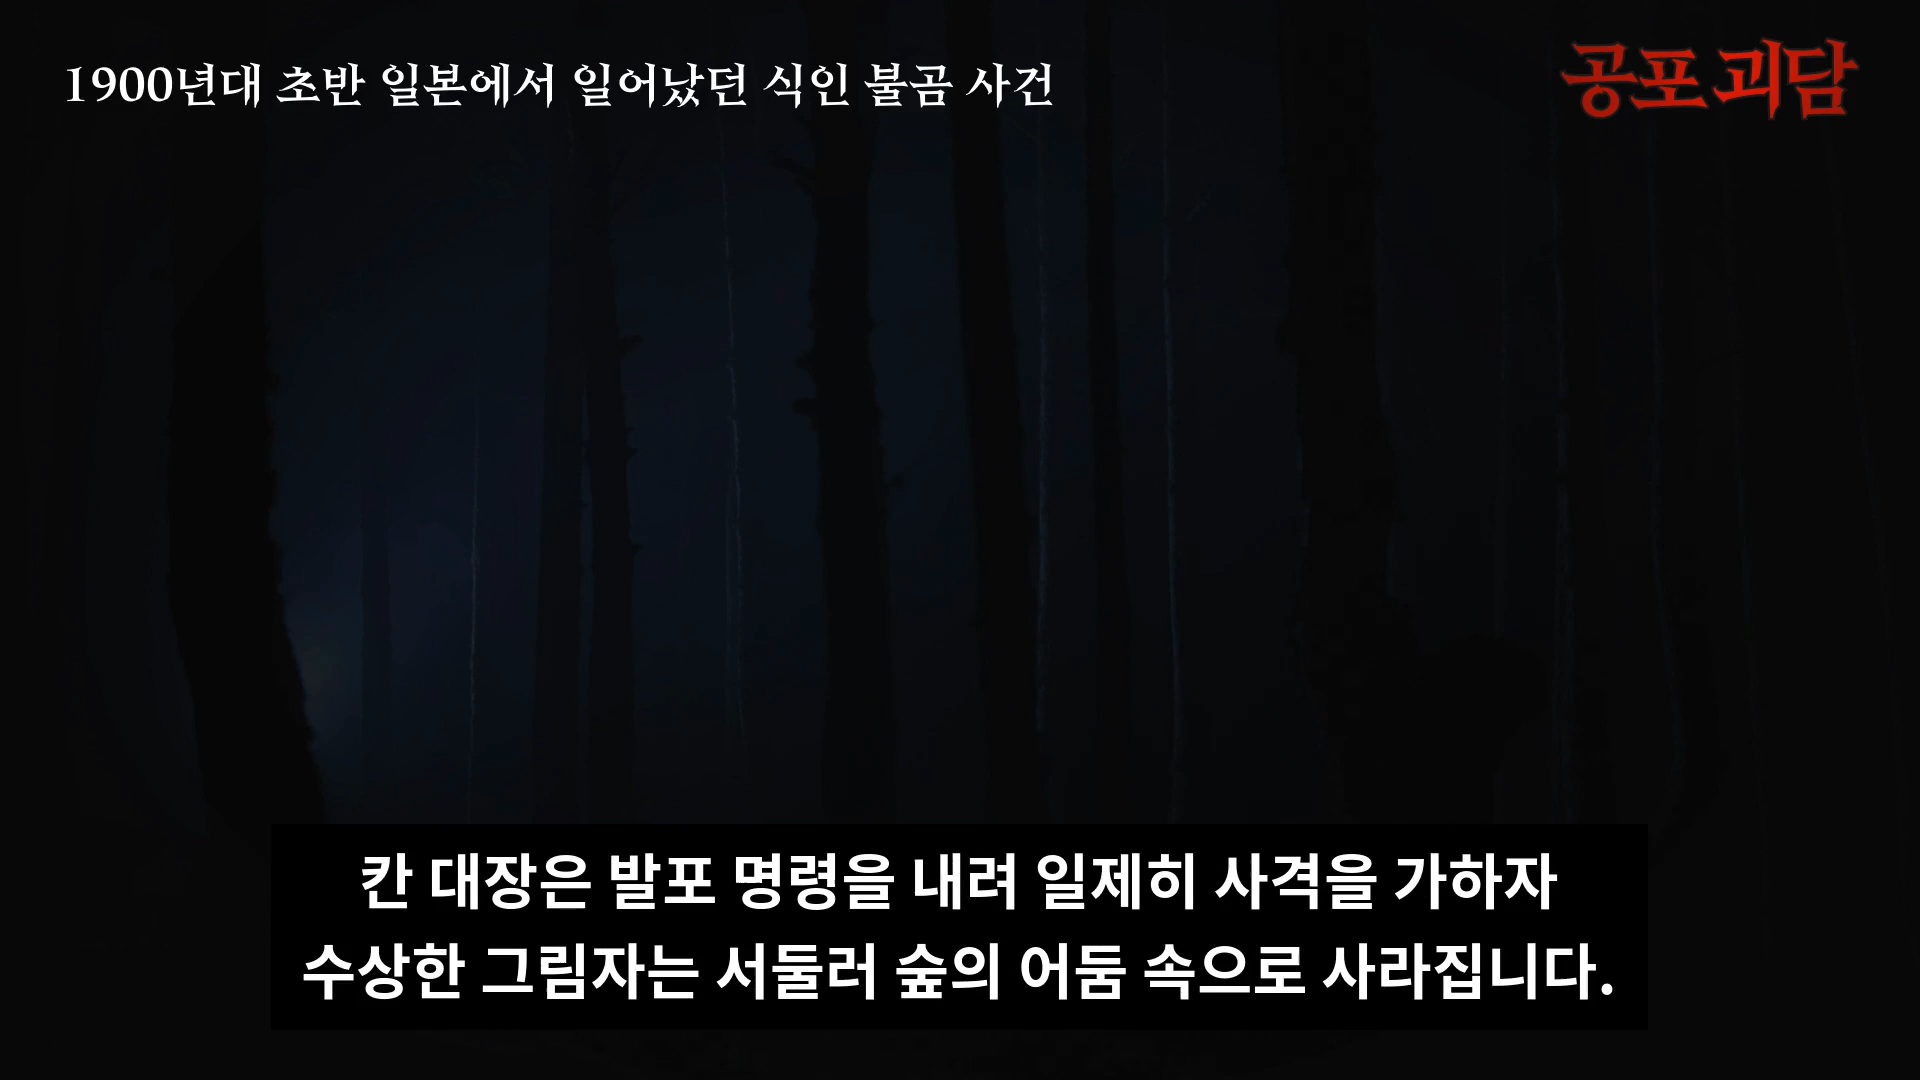 1900년대 초반 일본에서 일어났던 식인 불곰 사건
공포 괴담
칸 대장은 발포 명령을 내려 일제히 사격을 가하자
수상한 그림자는 서둘러 숲의 어둠 속으로 사라집니다.